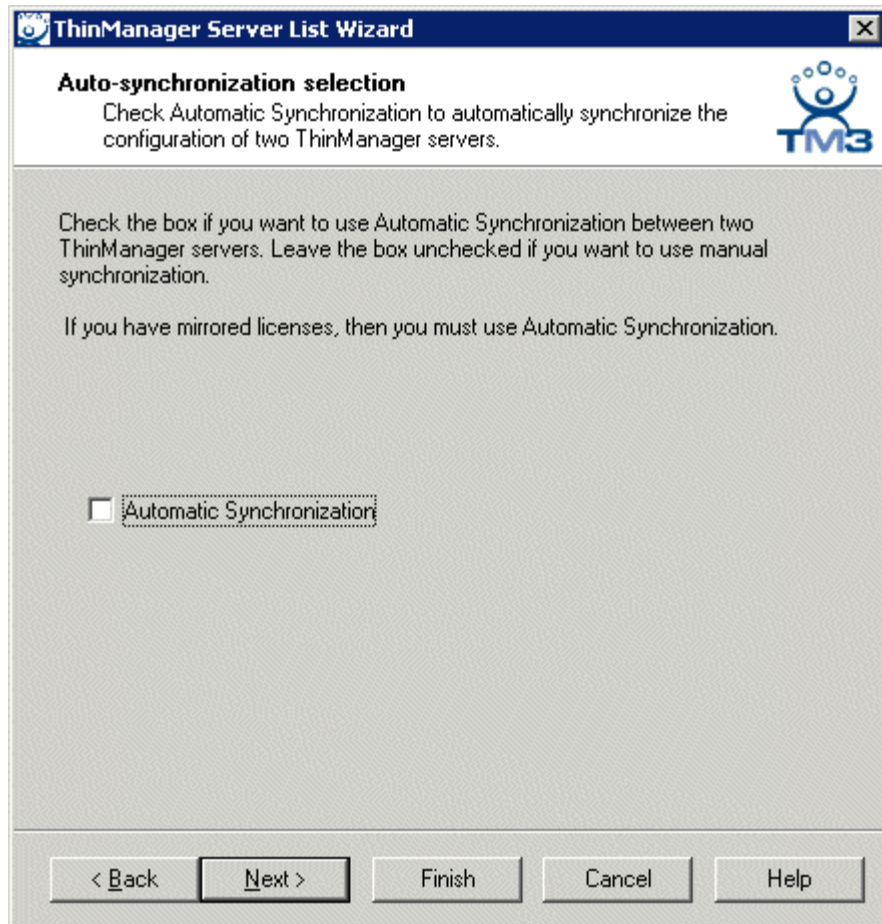 ThinManager Server List Wizard
Auto-synchronization selection
Check Automatic Synchronization to automatically synchronize the
configuration of two ThinManager servers.
TM3
Check the box if you want to use Automatic Synchronization between two
ThinManager servers. Leave the box unchecked if you want to use manual
synchronization.
If you have mirrored licenses, then you must use Automatic Synchronization.
Automatic Synchronization
< Back Next > Finish Cancel Help